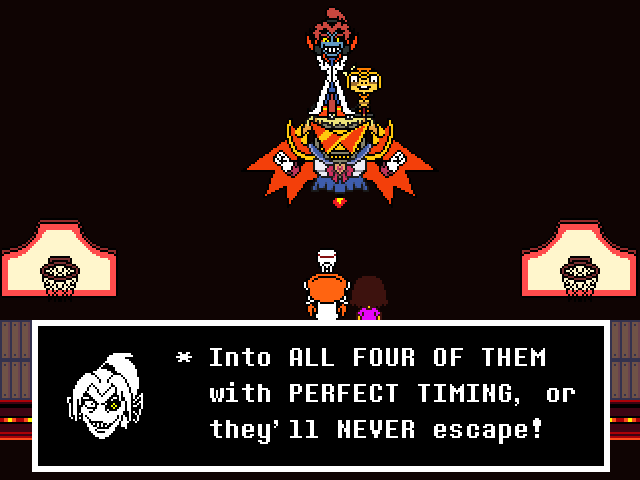 * Into ALL FOUR OF THEM
with PERFECT TIMING, or
they'll NEVER escape!